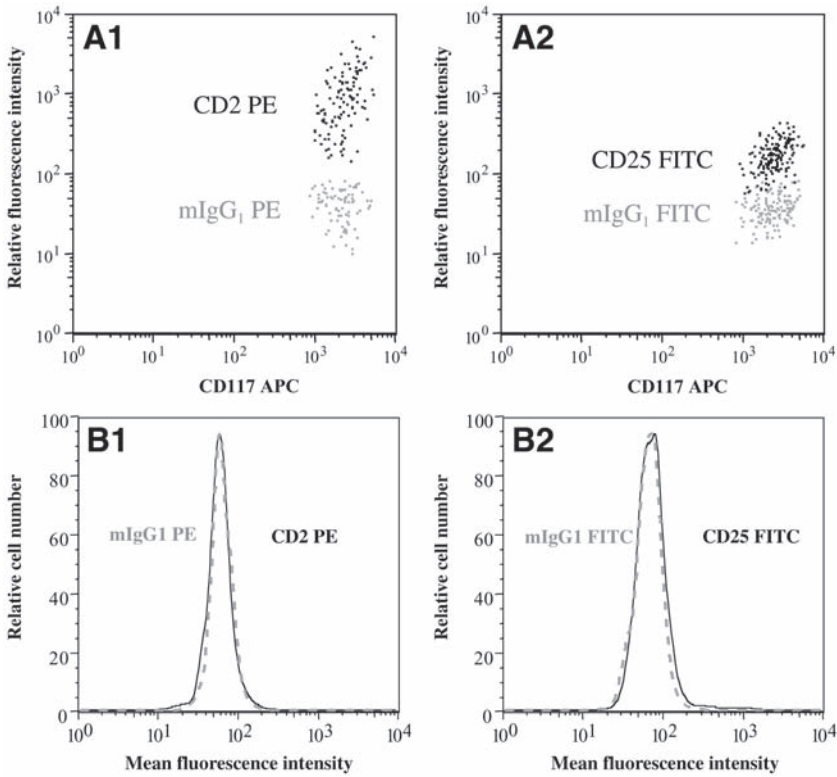 A1
Relative fluorescence intensity
10⁴
10³
10²
10¹
10⁰
CD2 PE
mIgG₁ PE
10⁰ 10¹ 10² 10³ 10⁴
CD117 APC
A2
Relative fluorescence intensity
10⁴
10³
10²
10¹
10⁰
CD25 FITC
mIgG₁ FITC
10⁰ 10¹ 10² 10³ 10⁴
CD117 APC
B1
Relative cell number
100
80
60
40
20
0
mIgG1 PE CD2 PE
10⁰ 10¹ 10² 10³ 10⁴
Mean fluorescence intensity
B2
Relative cell number
100
80
60
40
20
0
mIgG1 FITC CD25 FITC
10⁰ 10¹ 10² 10³ 10⁴
Mean fluorescence intensity